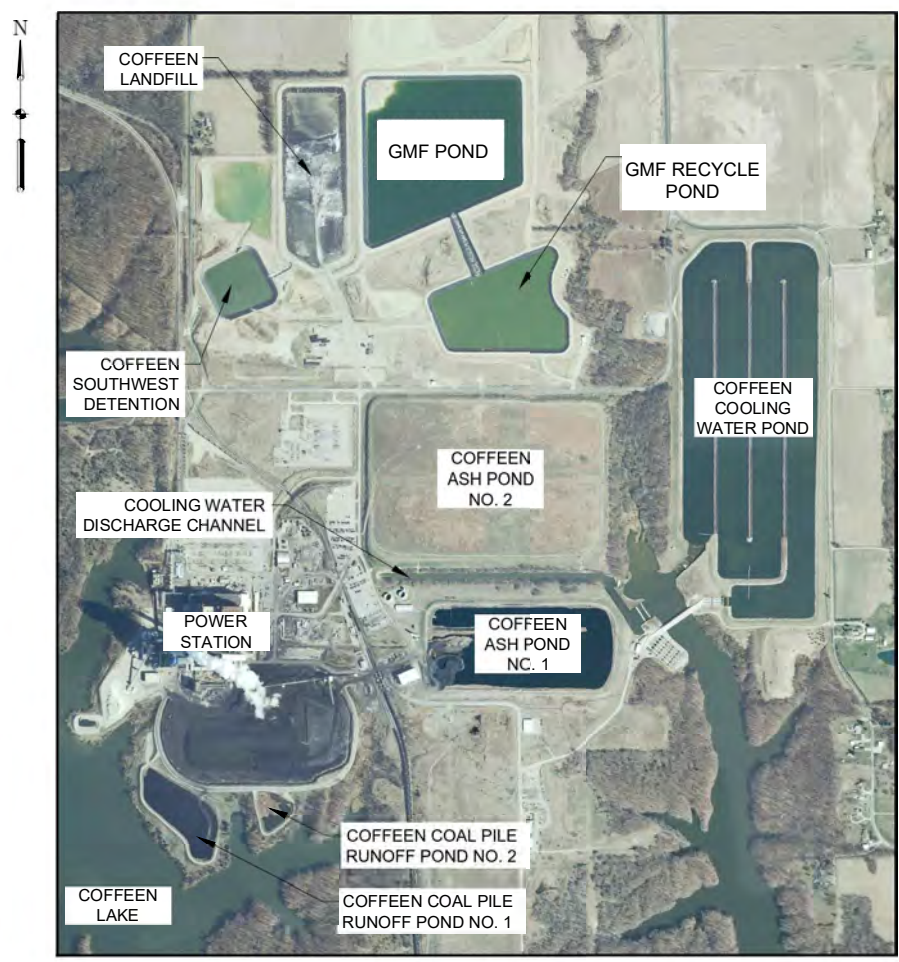 N
COFFEEN
LANDFILL
GMF POND
GMF RECYCLE
POND
COFFEEN
SOUTHWEST
DETENTION
COFFEEN
COOLING
WATER POND
COFFEEN
ASH POND
NO. 2
COOLING WATER
DISCHARGE CHANNEL
POWER
STATION
COFFEEN
ASH POND
NO. 1
COFFEEN COAL PILE
RUNOFF POND NO. 2
COFFEEN
LAKE
COFFEEN COAL PILE
RUNOFF POND NO. 1